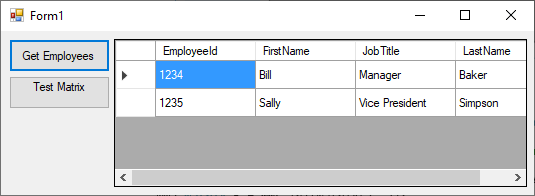 Form1
Get Employees
Test Matrix
EmployeeId FirstName JobTitle LastName
1234 Bill Manager Baker
1235 Sally Vice President Simpson